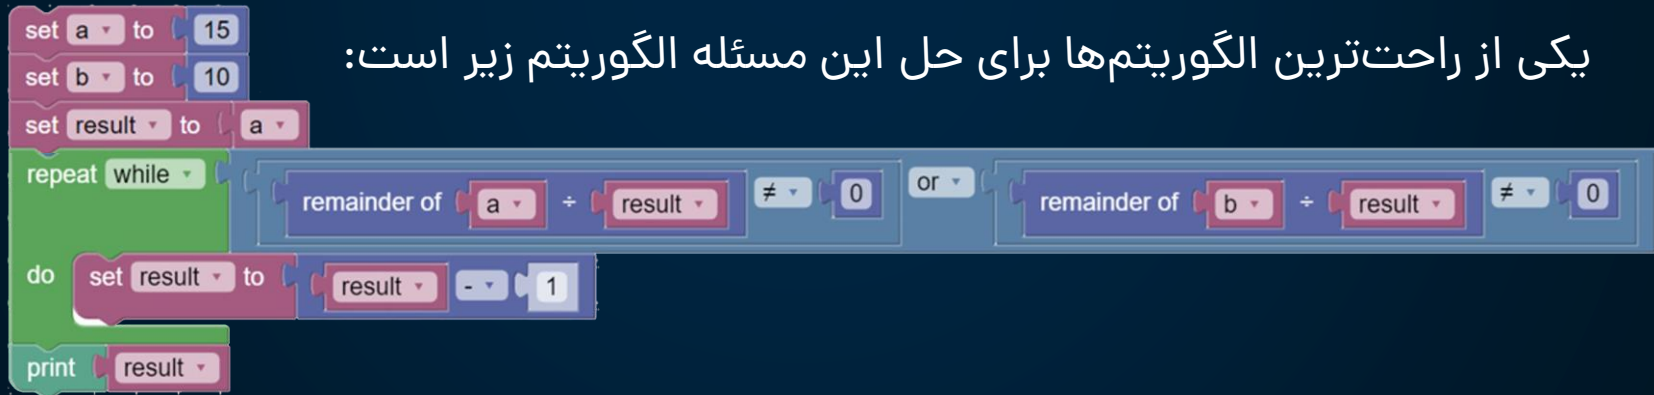 set a to 15
یکی از راحت‌ترین الگوریتم‌ها برای حل این مسئله الگوریتم زیر است:
set b to 10
set result to a
repeat while remainder of a ÷ result ≠ 0 or remainder of b ÷ result ≠ 0
do set result to result - 1
print result